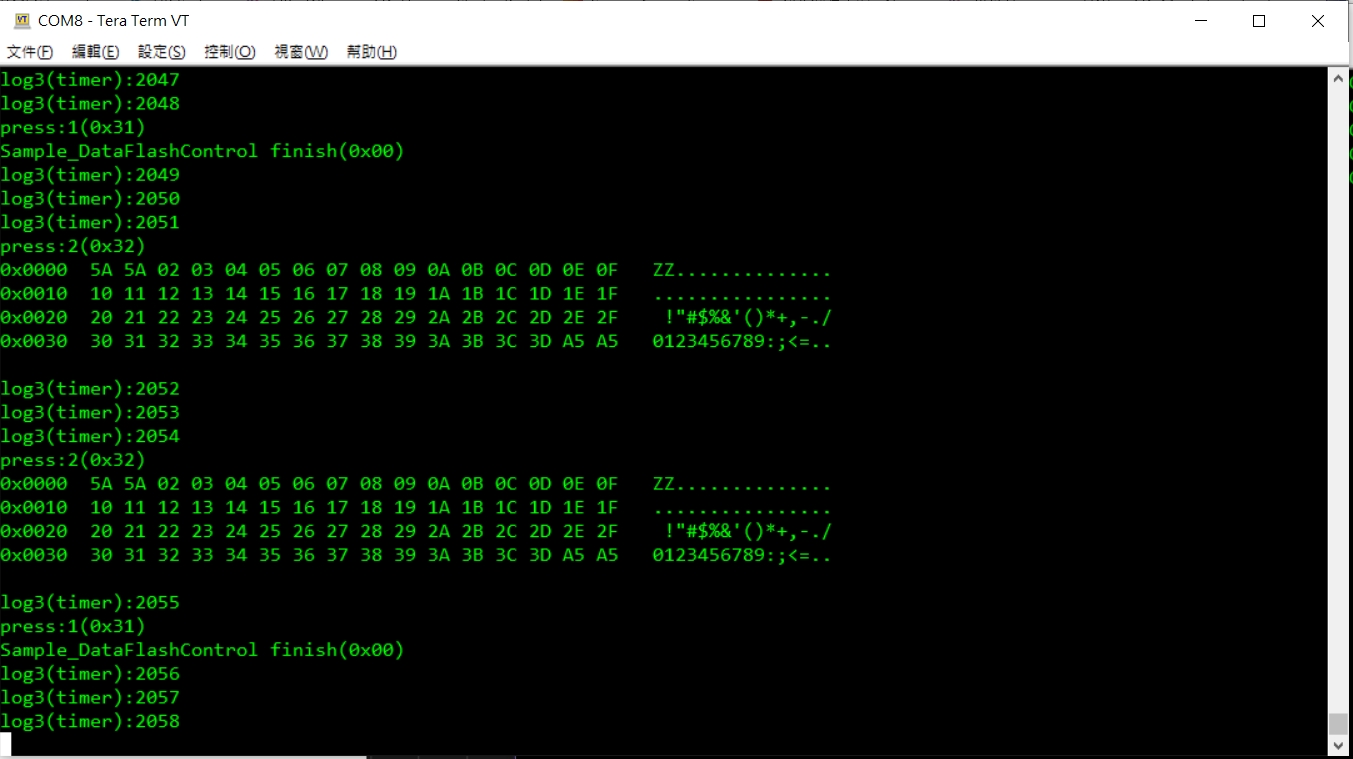 COM8 - Tera Term VT
文件(F) 編輯(E) 設定(S) 控制(O) 視窗(W) 幫助(H)
log3(timer):2047
log3(timer):2048
press:1(0x31)
Sample_DataFlashControl finish(0x00)
log3(timer):2049
log3(timer):2050
log3(timer):2051
press:2(0x32)
0x0000  5A 5A 02 03 04 05 06 07 08 09 0A 0B 0C 0D 0E 0F   ZZ..............
0x0010  10 11 12 13 14 15 16 17 18 19 1A 1B 1C 1D 1E 1F   ................
0x0020  20 21 22 23 24 25 26 27 28 29 2A 2B 2C 2D 2E 2F    !"#$%&'()*+,-./
0x0030  30 31 32 33 34 35 36 37 38 39 3A 3B 3C 3D A5 A5   0123456789:;<=..
log3(timer):2052
log3(timer):2053
log3(timer):2054
press:2(0x32)
0x0000  5A 5A 02 03 04 05 06 07 08 09 0A 0B 0C 0D 0E 0F   ZZ..............
0x0010  10 11 12 13 14 15 16 17 18 19 1A 1B 1C 1D 1E 1F   ................
0x0020  20 21 22 23 24 25 26 27 28 29 2A 2B 2C 2D 2E 2F    !"#$%&'()*+,-./
0x0030  30 31 32 33 34 35 36 37 38 39 3A 3B 3C 3D A5 A5   0123456789:;<=..
log3(timer):2055
press:1(0x31)
Sample_DataFlashControl finish(0x00)
log3(timer):2056
log3(timer):2057
log3(timer):2058